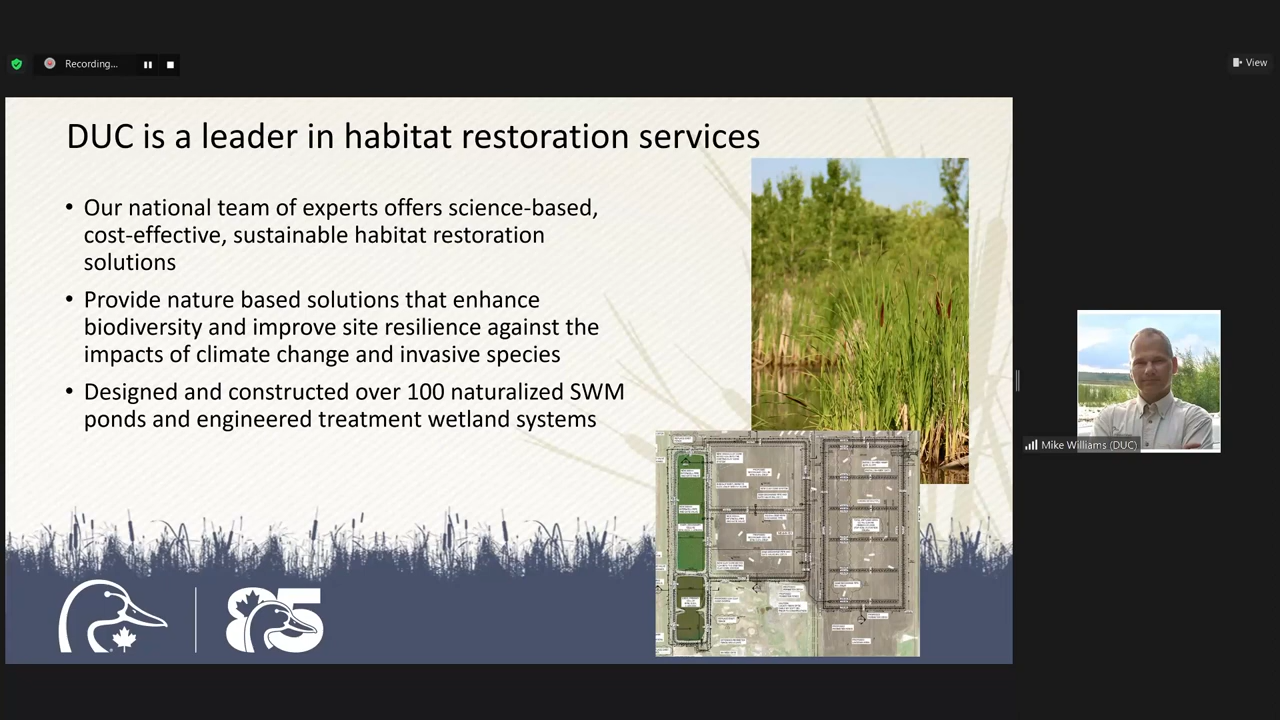 Recording...
View
DUC is a leader in habitat restoration services
• Our national team of experts offers science-based,
cost-effective, sustainable habitat restoration
solutions
• Provide nature based solutions that enhance
biodiversity and improve site resilience against the
impacts of climate change and invasive species
• Designed and constructed over 100 naturalized SWM
ponds and engineered treatment wetland systems
Mike Williams (DUC)
85